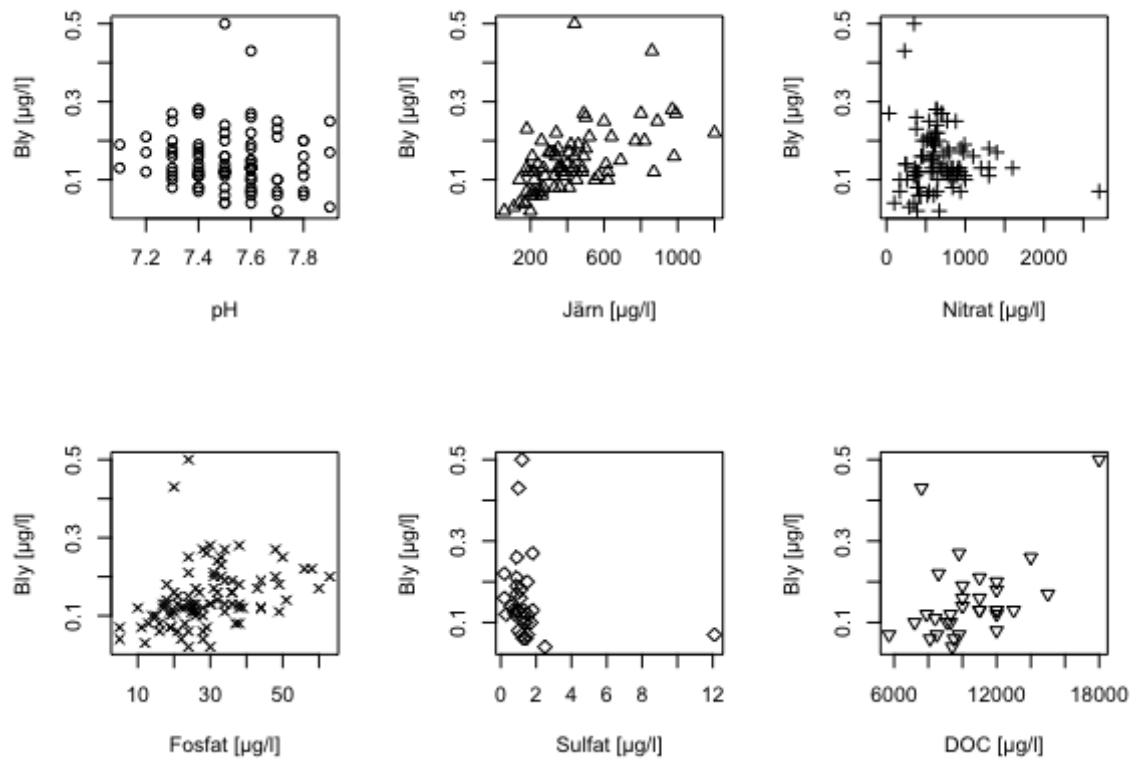 Bly [µg/l]
0.5
0.3
0.1
7.2 7.4 7.6 7.8
pH
Bly [µg/l]
0.5
0.3
0.1
200 600 1000
Järn [µg/l]
Bly [µg/l]
0.5
0.3
0.1
0 1000 2000
Nitrat [µg/l]
Bly [µg/l]
0.5
0.3
0.1
10 30 50
Fosfat [µg/l]
Bly [µg/l]
0.5
0.3
0.1
0 2 4 6 8 12
Sulfat [µg/l]
Bly [µg/l]
0.5
0.3
0.1
6000 12000 18000
DOC [µg/l]